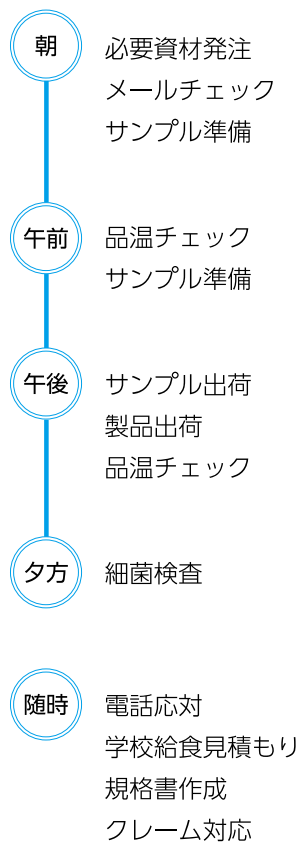 朝
必要資材発注
メールチェック
サンプル準備
午前
品温チェック
サンプル準備
午後
サンプル出荷
製品出荷
品温チェック
夕方
細菌検査
随時
電話応対
学校給食見積もり
規格書作成
クレーム対応